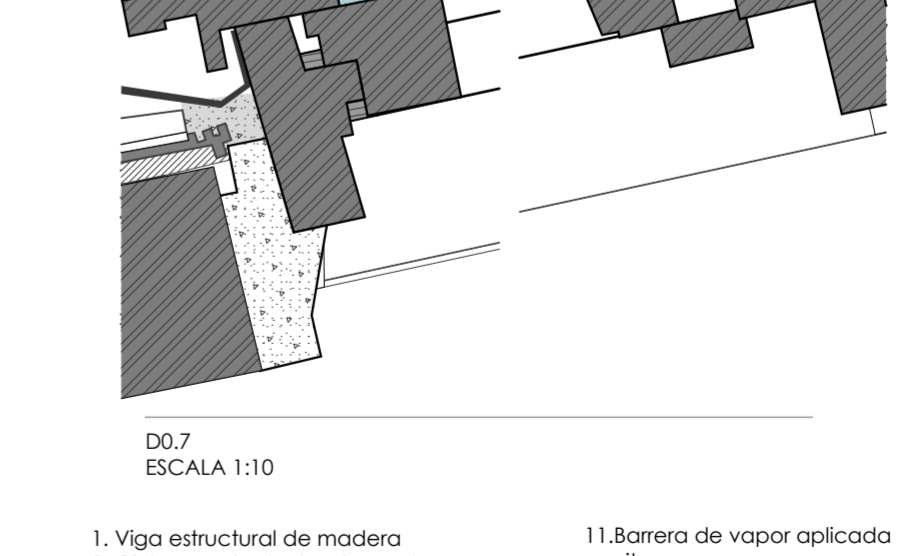 D0.7
ESCALA 1:10
1. Viga estructural de madera
11.Barrera de vapor aplicada